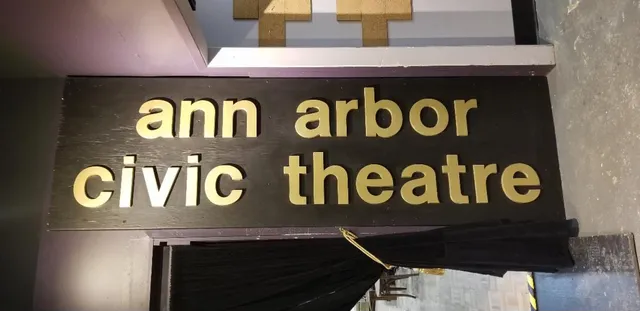 ann arbor
civic theatre